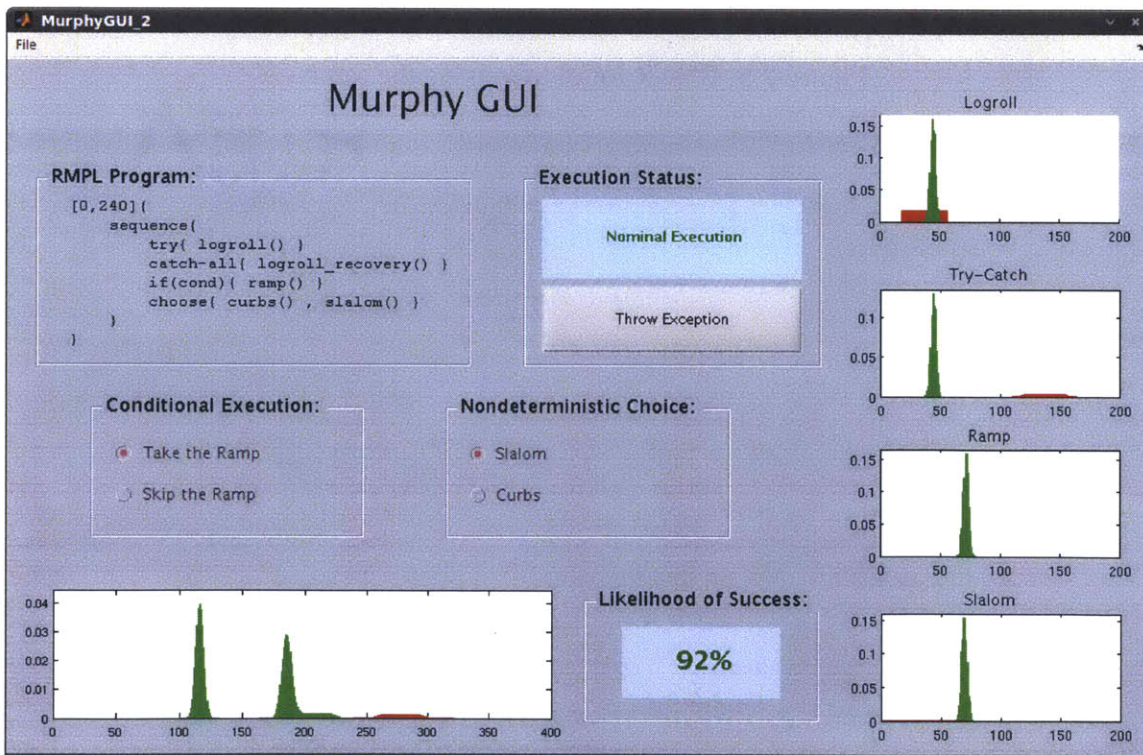 MurphyGUI_2
File
Murphy GUI
RMPL Program:
[0,240]{
sequence{
try{ logroll() }
catch-all{ logroll_recovery() }
if(cond){ ramp() }
choose{ curbs() , slalom() }
}
}
Execution Status:
Nominal Execution
Throw Exception
Conditional Execution:
Take the Ramp
Skip the Ramp
Nondeterministic Choice:
Slalom
Curbs
0.04
0.03
0.02
0.01
0
0 50 100 150 200 250 300 350 400
Likelihood of Success:
92%
Logroll
0.15
0.1
0.05
0
0 50 100 150 200
Try-Catch
0.1
0.05
0
0 50 100 150 200
Ramp
0.15
0.1
0.05
0
0 50 100 150 200
Slalom
0.15
0.1
0.05
0
0 50 100 150 200